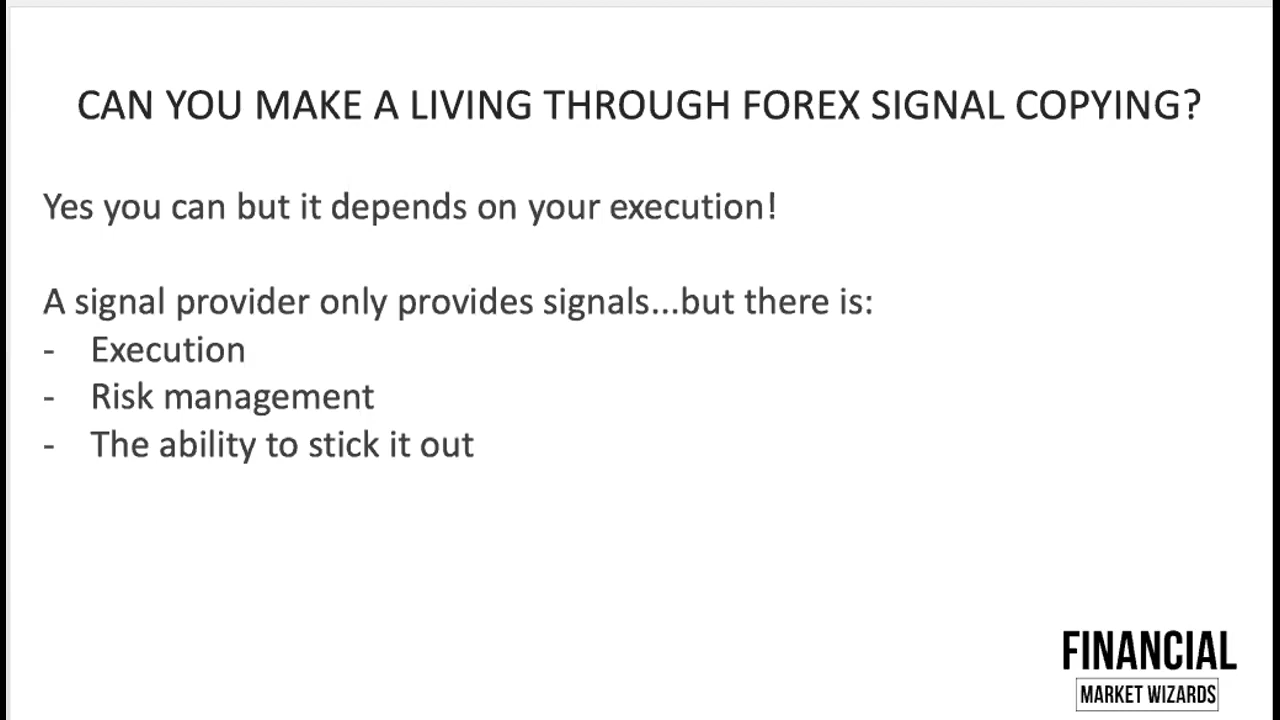 CAN YOU MAKE A LIVING THROUGH FOREX SIGNAL COPYING?
Yes you can but it depends on your execution!
A signal provider only provides signals...but there is:
- Execution
- Risk management
- The ability to stick it out
FINANCIAL
MARKET WIZARDS